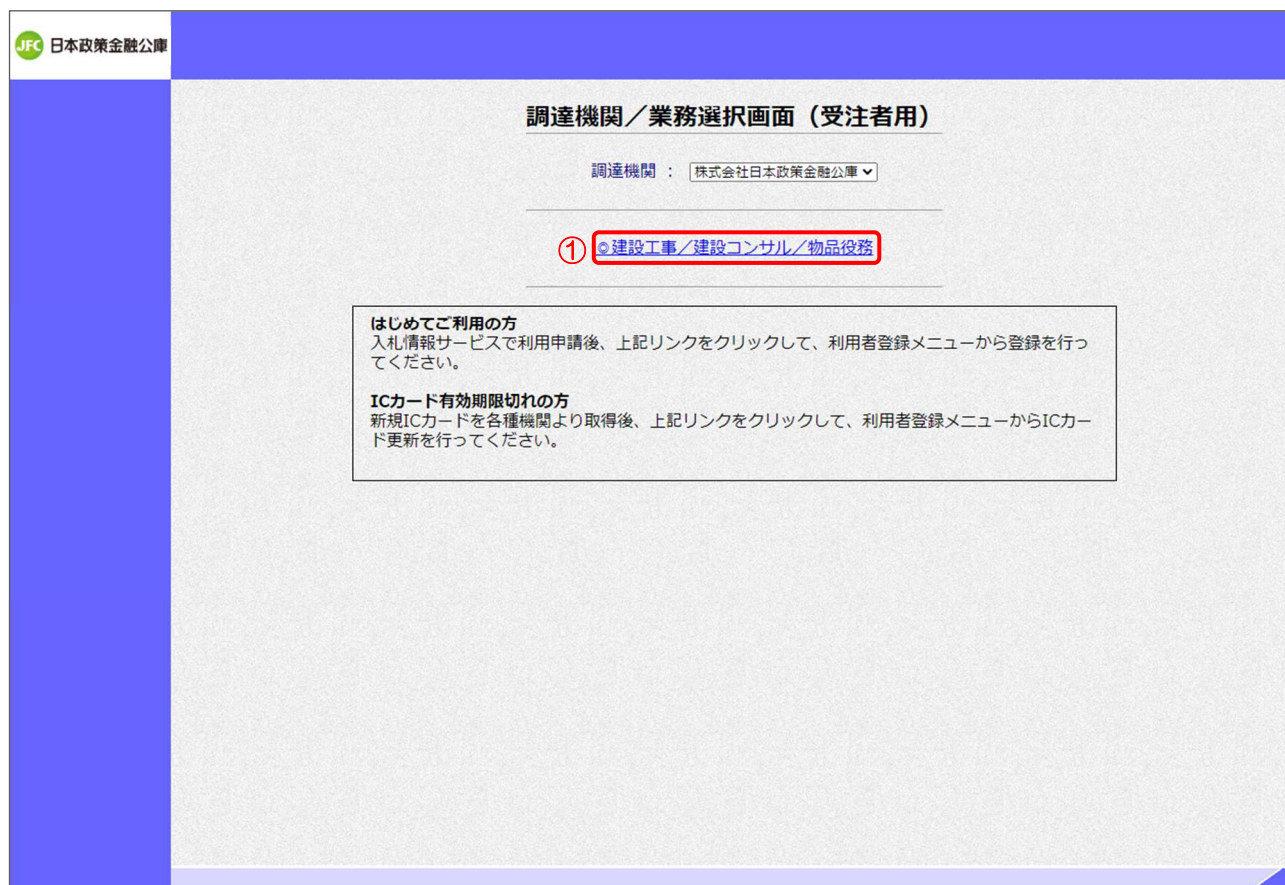 JFC 日本政策金融公庫
調達機関／業務選択画面（受注者用）
調達機関 ： 株式会社日本政策金融公庫
① ◎建設工事／建設コンサル／物品役務
はじめてご利用の方
入札情報サービスで利用申請後、上記リンクをクリックして、利用者登録メニューから登録を行っ
てください。
ICカード有効期限切れの方
新規ICカードを各種機関より取得後、上記リンクをクリックして、利用者登録メニューからICカー
ド更新を行ってください。